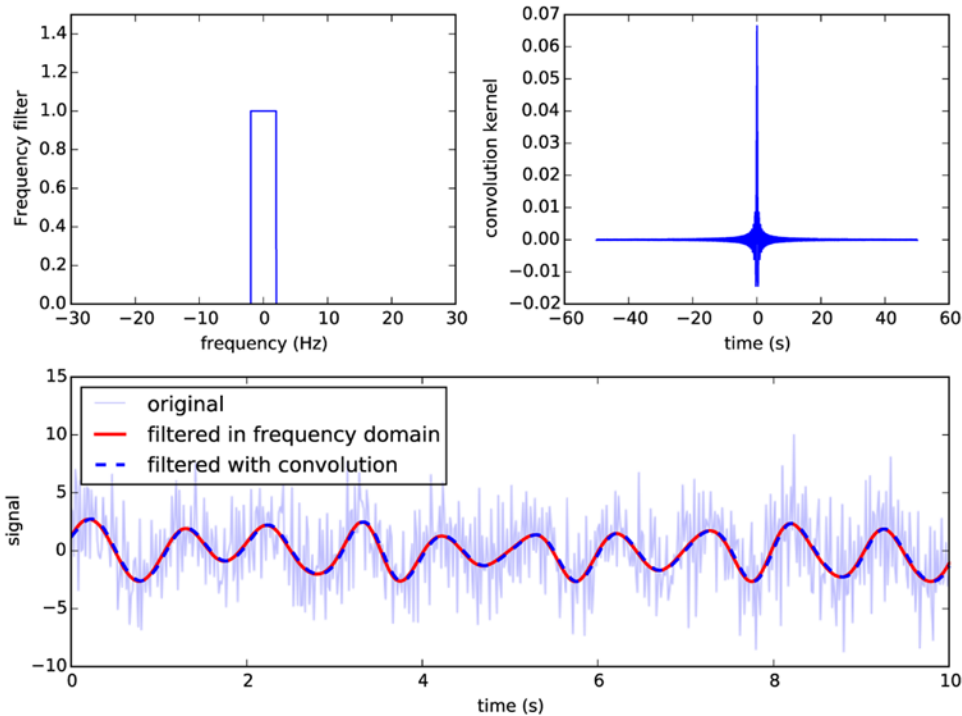 Frequency filter
1.4
1.2
1.0
0.8
0.6
0.4
0.2
0.0
−30 −20 −10 0 10 20 30
frequency (Hz)
convolution kernel
0.07
0.06
0.05
0.04
0.03
0.02
0.01
0.00
−0.01
−0.02
−60 −40 −20 0 20 40 60
time (s)
signal
15
10
5
0
−5
−10
original
filtered in frequency domain
filtered with convolution
0 2 4 6 8 10
time (s)